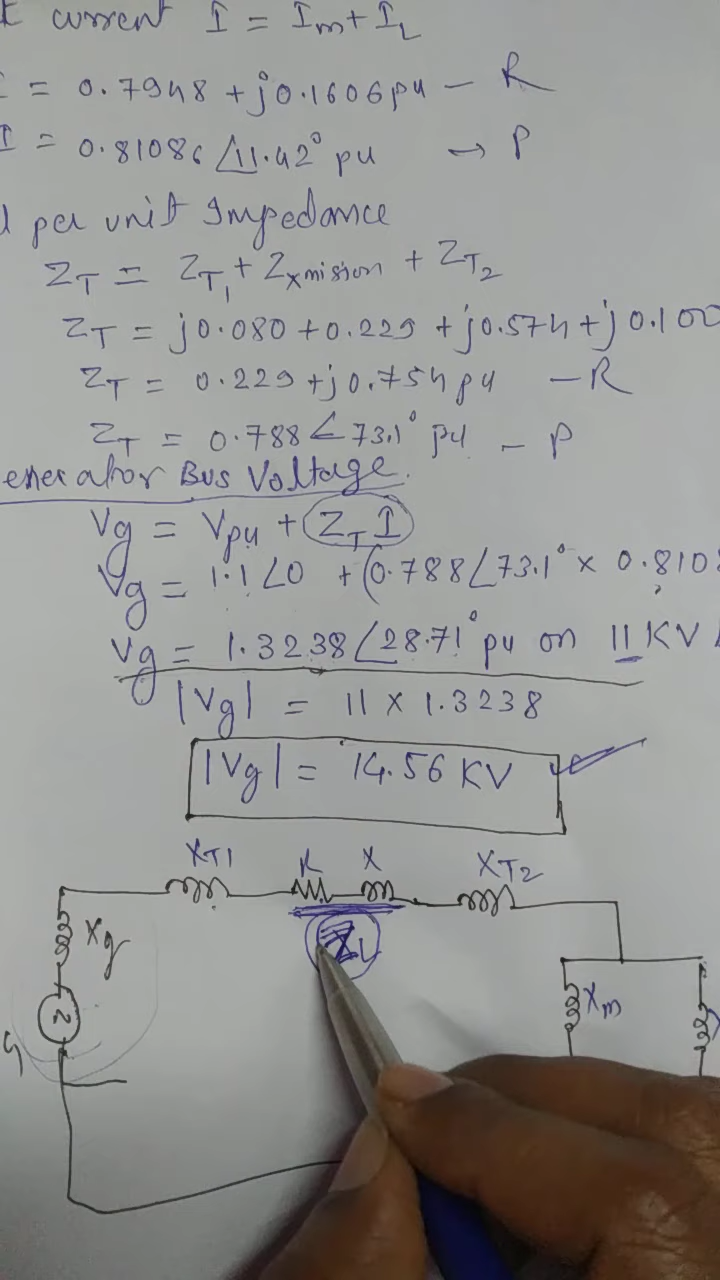 current I = Im + IL
= 0.7948 + j0.1606 pu — R
I = 0.81086 ∠11.42° pu → P
per unit Impedance
ZT = ZT1 + Zxmission + ZT2
ZT = j0.080 + 0.229 + j0.574 + j0.100
ZT = 0.229 + j0.754 pu — R
ZT = 0.788 ∠73.1° pu — P
enerator Bus Voltage.
Vg = Vpu + ZT I
Vg = 1.1∠0 + (0.788∠73.1° × 0.8108
Vg = 1.3238∠28.71° pu on 11 KV
|Vg| = 11 × 1.3238
|Vg| = 14.56 KV
XT1 R X XT2
Xg ZL
Xm